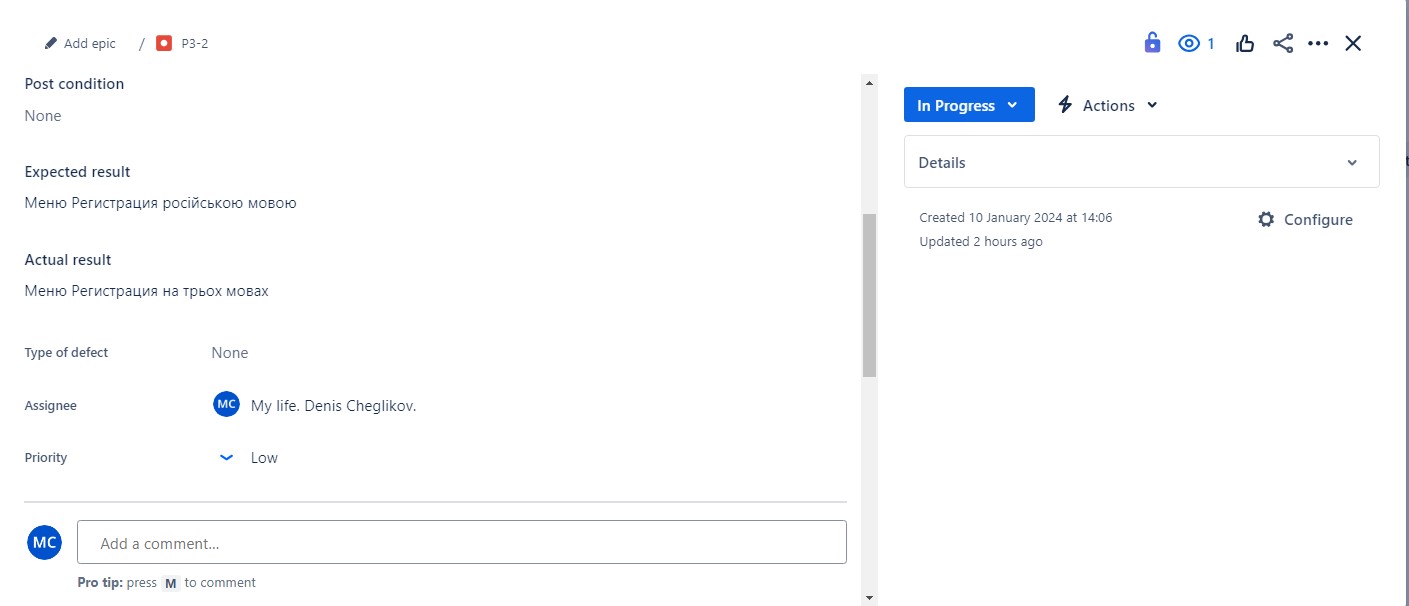 Add epic / P3-2
1
Post condition
None
Expected result
Меню Регистрация російською мовою
Actual result
Меню Регистрация на трьох мовах
Type of defect None
Assignee MC My life. Denis Cheglikov.
Priority Low
MC Add a comment...
Pro tip: press M to comment
In Progress Actions
Details
Created 10 January 2024 at 14:06
Configure
Updated 2 hours ago